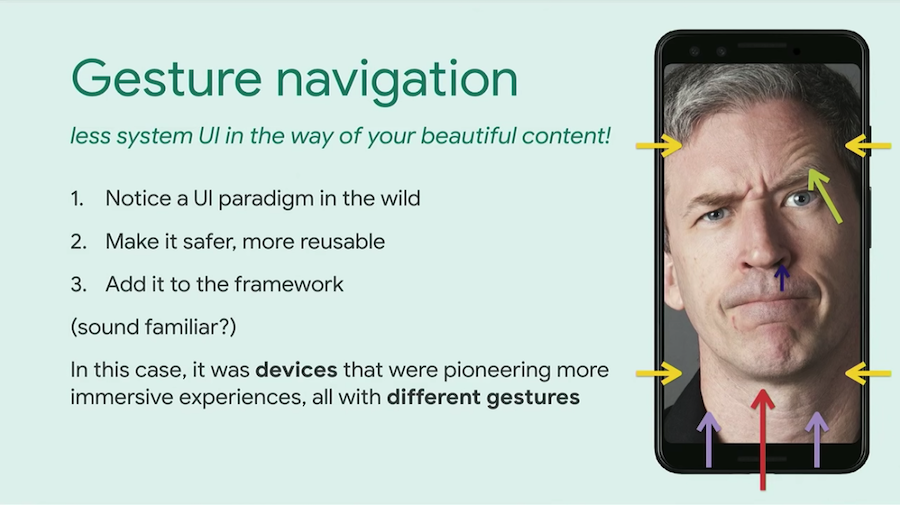 Gesture navigation
less system UI in the way of your beautiful content!
1. Notice a UI paradigm in the wild
2. Make it safer, more reusable
3. Add it to the framework
(sound familiar?)
In this case, it was devices that were pioneering more
immersive experiences, all with different gestures